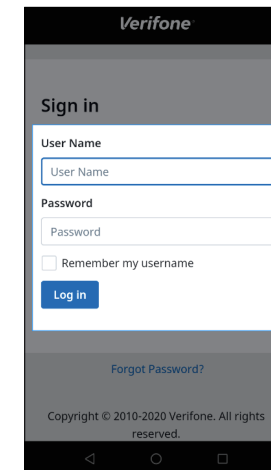 Verifone
Sign in
User Name
User Name
Password
Password
Remember my username
Log in
Forgot Password?
Copyright © 2010-2020 Verifone. All rights
reserved.